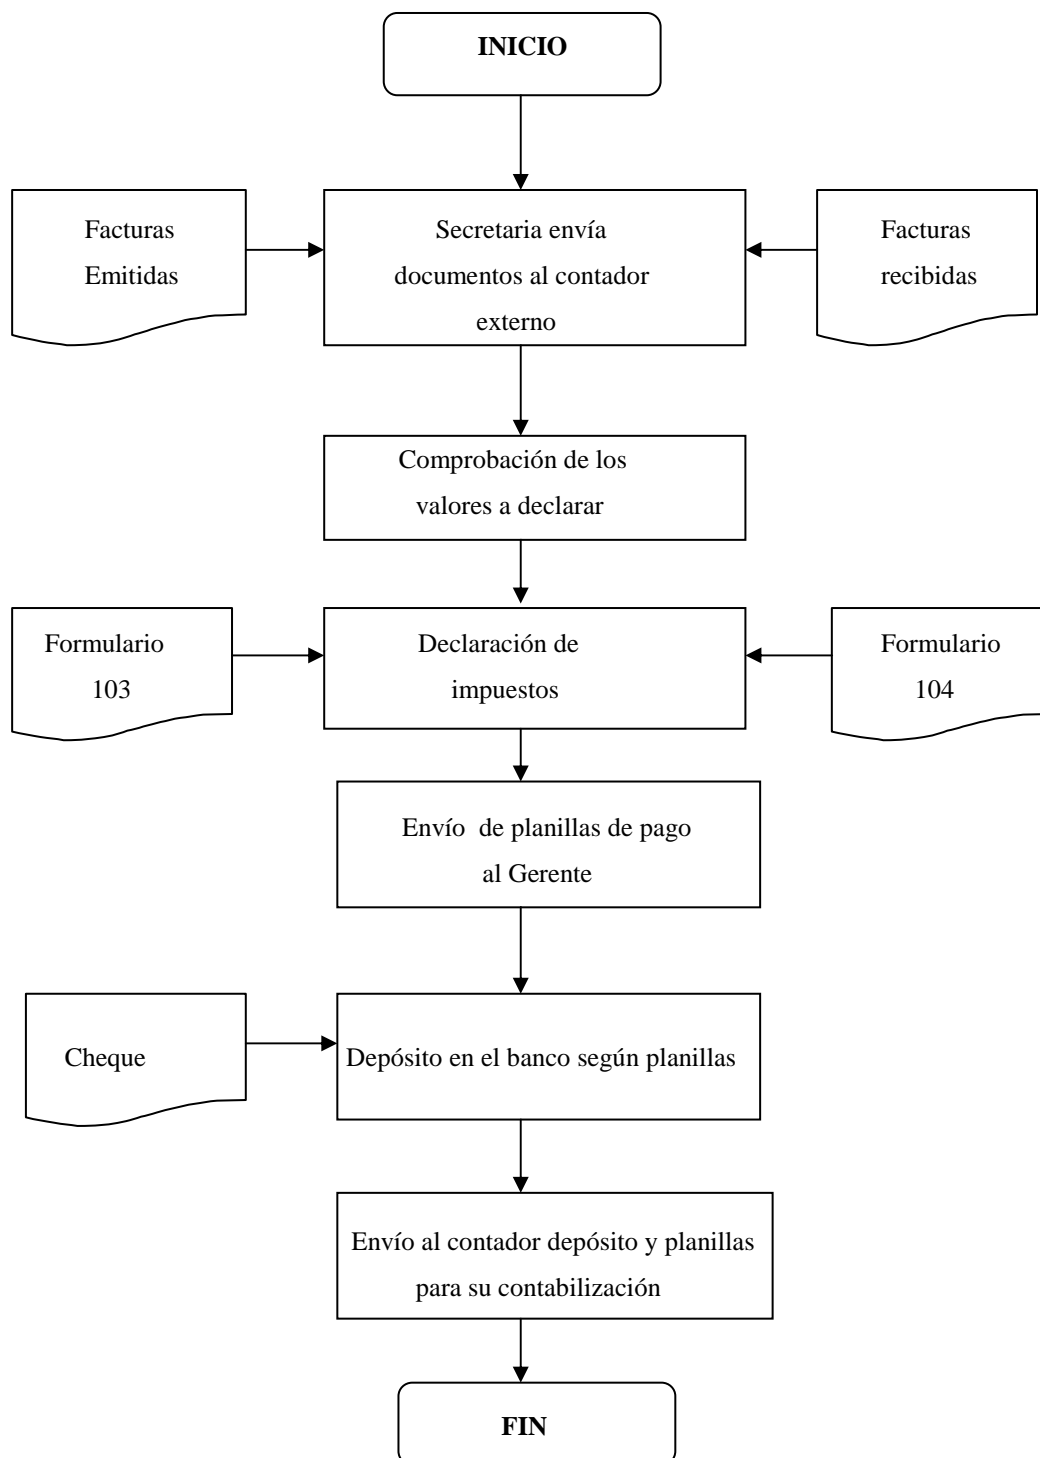 INICIO
Facturas
Emitidas
Secretaria envía
documentos al contador
externo
Facturas
recibidas
Comprobación de los
valores a declarar
Formulario
103
Declaración de
impuestos
Formulario
104
Envío  de planillas de pago
al Gerente
Cheque
Depósito en el banco según planillas
Envío al contador depósito y planillas
para su contabilización
FIN